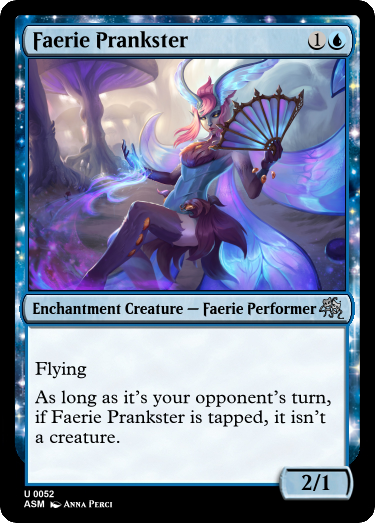 Faerie Prankster 1
Enchantment Creature — Faerie Performer
Flying
As long as it's your opponent's turn,
if Faerie Prankster is tapped, it isn't
a creature.
2/1
U 0052
ASM Anna Perci